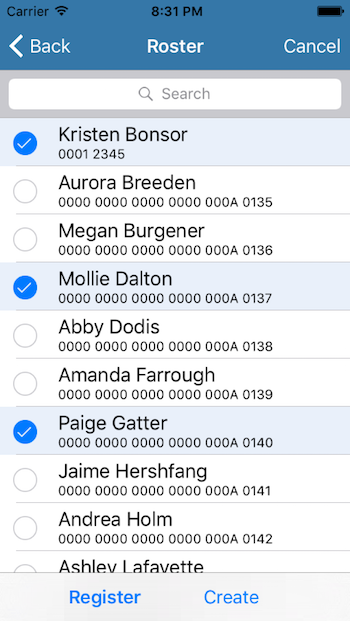 Carrier 8:31 PM
Back Roster Cancel
Search
Kristen Bonsor
0001 2345
Aurora Breeden
0000 0000 0000 0000 000A 0135
Megan Burgener
0000 0000 0000 0000 000A 0136
Mollie Dalton
0000 0000 0000 0000 000A 0137
Abby Dodis
0000 0000 0000 0000 000A 0138
Amanda Farrough
0000 0000 0000 0000 000A 0139
Paige Gatter
0000 0000 0000 0000 000A 0140
Jaime Hershfang
0000 0000 0000 0000 000A 0141
Andrea Holm
0000 0000 0000 0000 000A 0142
Ashley Lafayette
Register Create